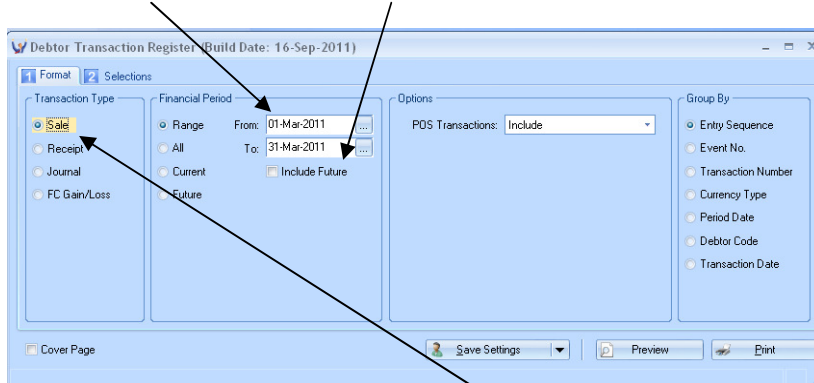 Debtor Transaction Register (Build Date: 16-Sep-2011)
1 Format 2 Selections
Transaction Type
Sale
Receipt
Journal
FC Gain/Loss
Financial Period
Range From: 01-Mar-2011 ...
All To: 31-Mar-2011 ...
Current Include Future
Future
Options
POS Transactions: Include
Group By
Entry Sequence
Event No.
Transaction Number
Currency Type
Period Date
Debtor Code
Transaction Date
Cover Page Save Settings Preview Print